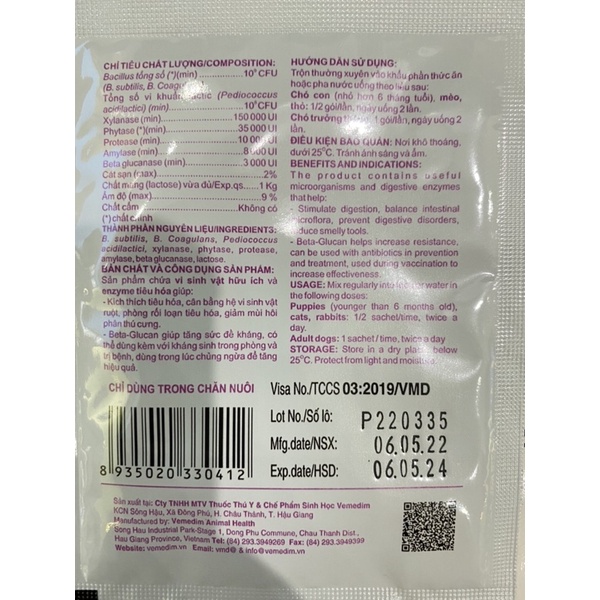 CHỈ TIÊU CHẤT LƯỢNG/COMPOSITION:
Bacillus tổng số (*)(min)...............10⁹ CFU
(B. subtilis, B. Coagulans)
Tổng số vi khuẩn lactic (Pediococcus
acidilactici) (min)....................10⁹ CFU
Xylanase (min)....................150 000 UI
Phytase (*)(min)....................35 000 UI
Protease (min)....................10 000 UI
Amylase (min)....................8 000 UI
Beta glucanase (min)....................3 000 UI
Cát sạn (max)....................2%
Chất mang (lactose) vừa đủ/Exp.qs....1 Kg
Ẩm độ (max)....................9 %
Chất cấm....................Không có
(*) chất chính
THÀNH PHẦN NGUYÊN LIỆU/INGREDIENTS:
B. subtilis, B. Coagulans, Pediococcus
acidilactici, xylanase, phytase, protease,
amylase, beta glucanase, lactose.
BẢN CHẤT VÀ CÔNG DỤNG SẢN PHẨM:
Sản phẩm chứa vi sinh vật hữu ích và
enzyme tiêu hóa giúp:
- Kích thích tiêu hóa, cân bằng hệ vi sinh vật
ruột, phòng rối loạn tiêu hóa, giảm mùi hôi
phân thú cưng.
- Beta-Glucan giúp tăng sức đề kháng, có
thể dùng kèm với kháng sinh trong phòng và
trị bệnh, dùng trong lúc chủng ngừa để tăng
hiệu quả.
CHỈ DÙNG TRONG CHĂN NUÔI
8 935020 330412
HƯỚNG DẪN SỬ DỤNG:
Trộn thường xuyên vào khẩu phần thức ăn
hoặc pha nước uống theo liều sau:
Chó con (nhỏ hơn 6 tháng tuổi), mèo,
thỏ: 1/2 gói/lần, ngày uống 2 lần.
Chó trưởng thành: 1 gói/lần, ngày uống 2
lần.
ĐIỀU KIỆN BẢO QUẢN: Nơi khô thoáng,
dưới 25°C. Tránh ánh sáng và ẩm.
BENEFITS AND INDICATIONS:
The product contains useful
microorganisms and digestive enzymes
that help:
- Stimulate digestion, balance intestinal
microflora, prevent digestive disorders,
reduce smelly tools.
- Beta-Glucan helps increase resistance,
can be used with antibiotics in prevention
and treatment, used during vaccination to
increase effectiveness.
USAGE: Mix regularly into feed or water in
the following doses:
Puppies (younger than 6 months old),
cats, rabbits: 1/2 sachet/time, twice a
day.
Adult dogs: 1 sachet / time, twice a day
STORAGE: Store in a dry place, below
25°C. Protect from light and moisture.
Visa No./TCCS 03:2019/VMD
Lot No./Số lô: P220335
Mfg.date/NSX: 06.05.22
Exp.date/HSD: 06.05.24
Sản xuất tại: Cty TNHH MTV Thuốc Thú Y & Chế Phẩm Sinh Học Vemedim
KCN Sông Hậu, Xã Đông Phú, H. Châu Thành, T. Hậu Giang
Manufactured by: Vemedim Animal Health
Song Hau Industrial Park-Stage 1, Dong Phu Commune, Chau Thanh Dist.,
Hau Giang Province, Vietnam Tel: (84) 293.3949269 Fax: (84) 293.3949399
Website: vemedim.com Email: vmd@ & info@vemedim.vn